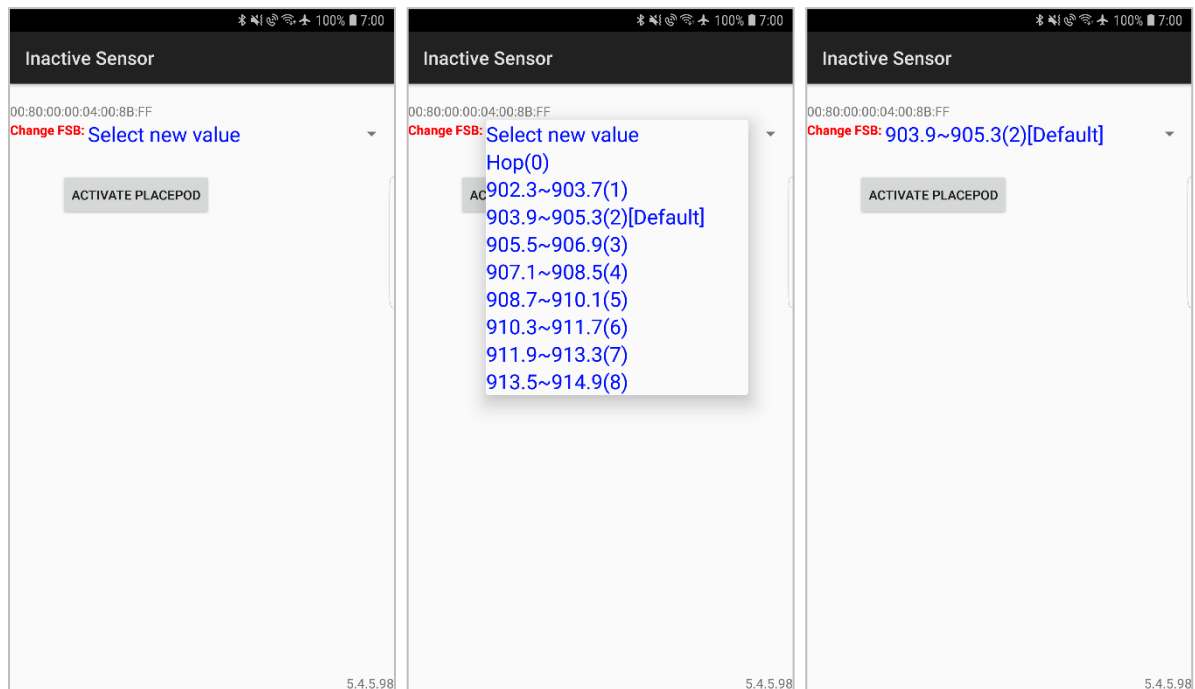 100% 7:00
Inactive Sensor
00:80:00:00:04:00:8B:FF
Change FSB: Select new value
ACTIVATE PLACEPOD
5.4.5.98
100% 7:00
Inactive Sensor
00:80:00:00:04:00:8B:FF
Change FSB: Select new value
Hop(0)
902.3~903.7(1)
AC
903.9~905.3(2)[Default]
905.5~906.9(3)
907.1~908.5(4)
908.7~910.1(5)
910.3~911.7(6)
911.9~913.3(7)
913.5~914.9(8)
5.4.5.98
100% 7:00
Inactive Sensor
00:80:00:00:04:00:8B:FF
Change FSB: 903.9~905.3(2)[Default]
ACTIVATE PLACEPOD
5.4.5.98